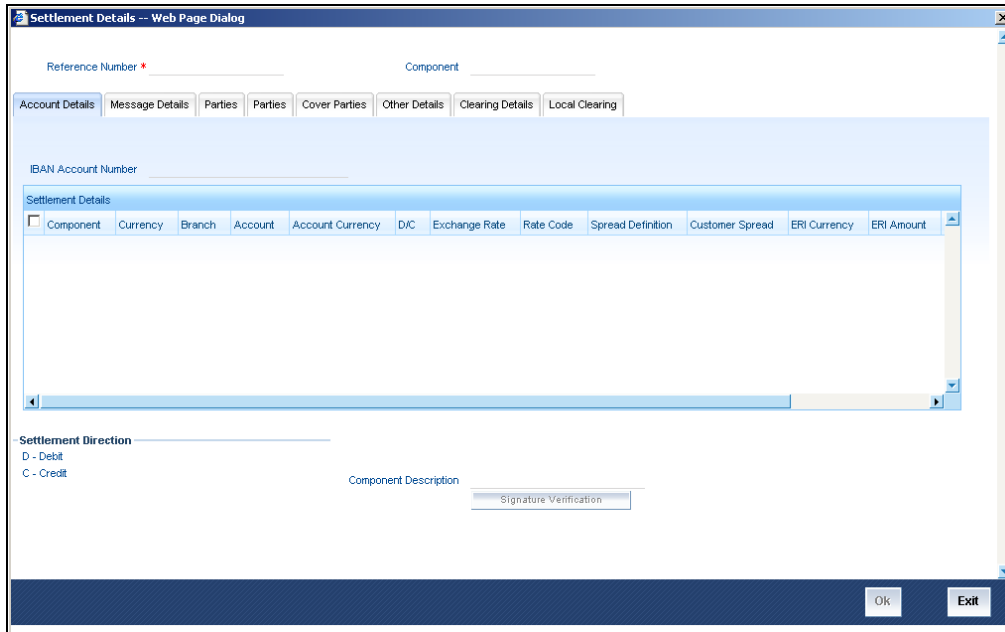 Settlement Details -- Web Page Dialog
Reference Number * Component
Account Details Message Details Parties Parties Cover Parties Other Details Clearing Details Local Clearing
IBAN Account Number
Settlement Details
Component Currency Branch Account Account Currency D/C Exchange Rate Rate Code Spread Definition Customer Spread ERI Currency ERI Amount
Settlement Direction
D - Debit
C - Credit
Component Description
Signature Verification
Ok Exit